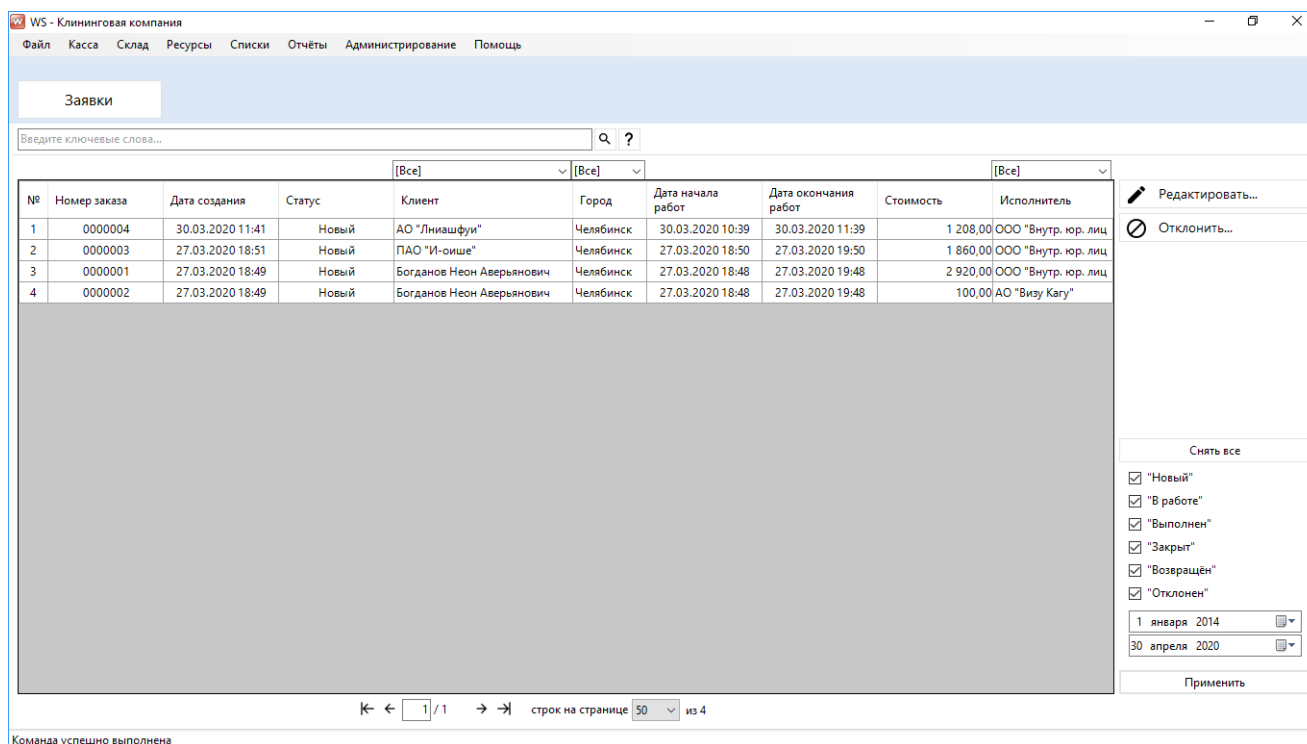 WS - Клининговая компания
Файл Касса Склад Ресурсы Списки Отчёты Администрирование Помощь
Заявки
Введите ключевые слова... ?
[Все] [Все] [Все]
№ Номер заказа Дата создания Статус Клиент Город Дата начала работ Дата окончания работ Стоимость Исполнитель
1 0000004 30.03.2020 11:41 Новый АО "Лниашфуи" Челябинск 30.03.2020 10:39 30.03.2020 11:39 1 208,00 ООО "Внутр. юр. лиц
2 0000003 27.03.2020 18:51 Новый ПАО "И-оише" Челябинск 27.03.2020 18:50 27.03.2020 19:50 1 860,00 ООО "Внутр. юр. лиц
3 0000001 27.03.2020 18:49 Новый Богданов Неон Аверьянович Челябинск 27.03.2020 18:48 27.03.2020 19:48 2 920,00 ООО "Внутр. юр. лиц
4 0000002 27.03.2020 18:49 Новый Богданов Неон Аверьянович Челябинск 27.03.2020 18:48 27.03.2020 19:48 100,00 АО "Визу Кагу"
Редактировать...
Отклонить...
Снять все
"Новый"
"В работе"
"Выполнен"
"Закрыт"
"Возвращён"
"Отклонен"
1 января 2014
30 апреля 2020
Применить
1 / 1 строк на странице 50 из 4
Команда успешно выполнена